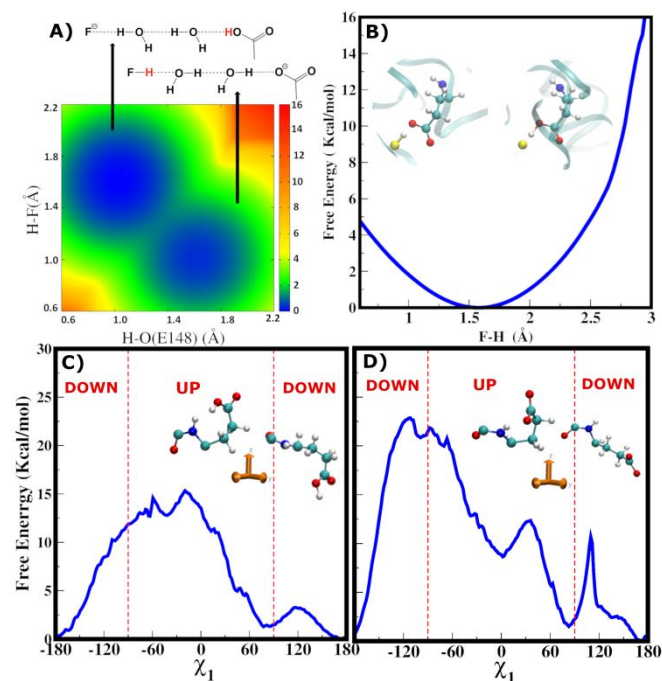 A)
F⊖ H O H H O HO O
H H
F H H O H H O H O⊖ O
H H
2.2
1.8
1.4
1.0
0.6
H-F(Å)
0.6 1.0 1.4 1.8 2.2
H-O(E148) (Å)
16
14
12
10
8
6
4
2
0
B)
16
14
12
10
8
6
4
2
0
Free Energy ( Kcal/mol)
1 1.5 2 2.5 3
F-H (Å)
C)
DOWN UP DOWN
30
25
20
15
10
5
0
Free Enerrgy ( Kcal/mol)
-180 -120 -60 0 60 120 180
χ1
D)
DOWN UP DOWN
-120 -60 0 60 120 180
χ1